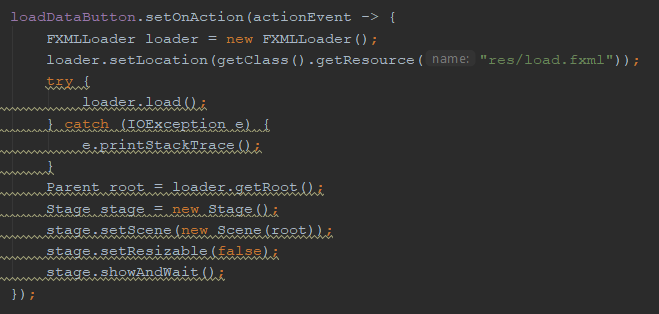 loadDataButton.setOnAction(actionEvent -> {
    FXMLLoader loader = new FXMLLoader();
    loader.setLocation(getClass().getResource( name: "res/load.fxml"));
    try {
        loader.load();
    } catch (IOException e) {
        e.printStackTrace();
    }
    Parent root = loader.getRoot();
    Stage stage = new Stage();
    stage.setScene(new Scene(root));
    stage.setResizable(false);
    stage.showAndWait();
});